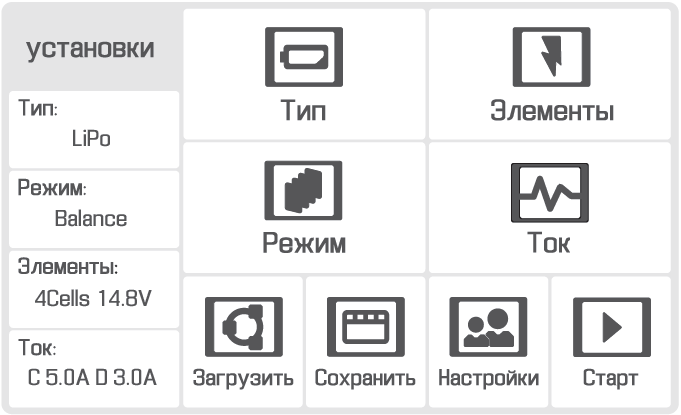 установки
Тип:
LiPo
Режим:
Balance
Элементы:
4Cells 14.8V
Ток:
C 5.0A D 3.0A
Тип
Элементы
Режим
Ток
Загрузить
Сохранить
Настройки
Старт